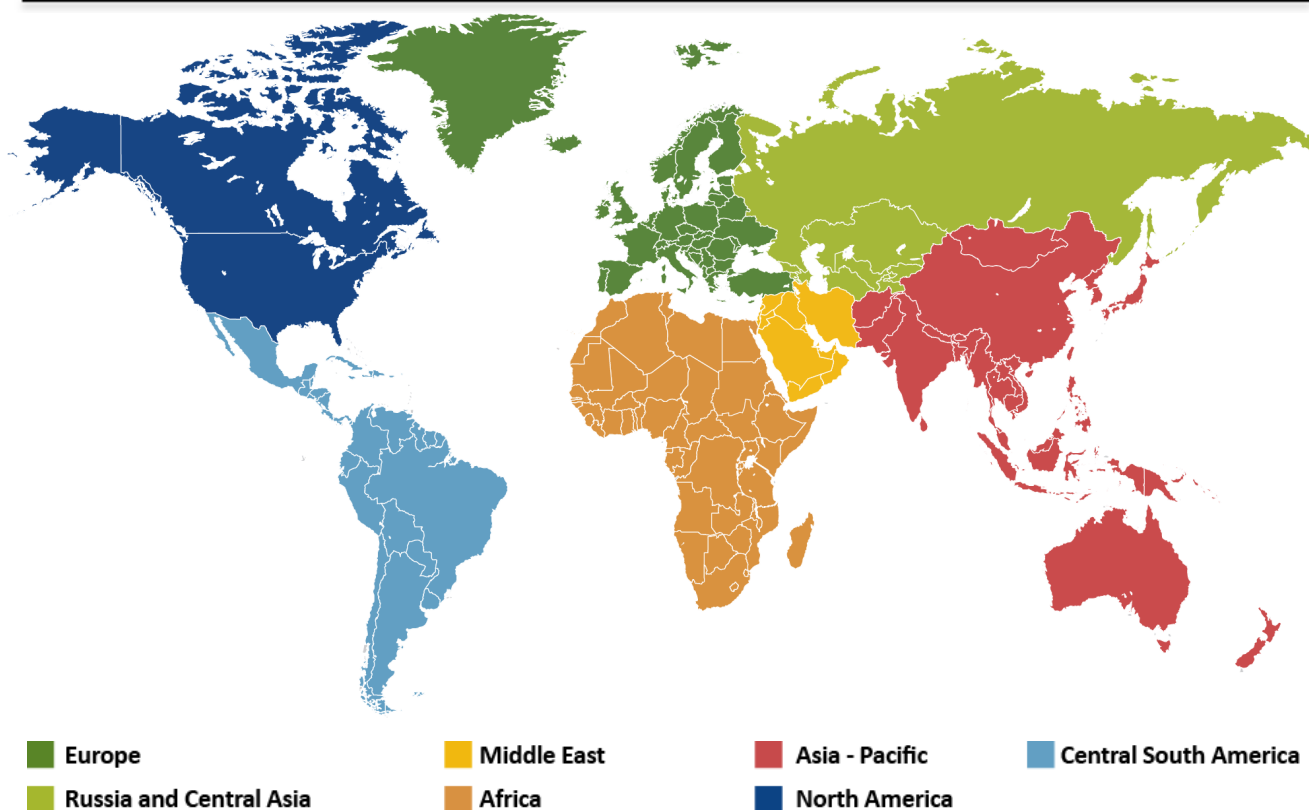 Europe
Middle East
Asia - Pacific
Central South America
Russia and Central Asia
Africa
North America